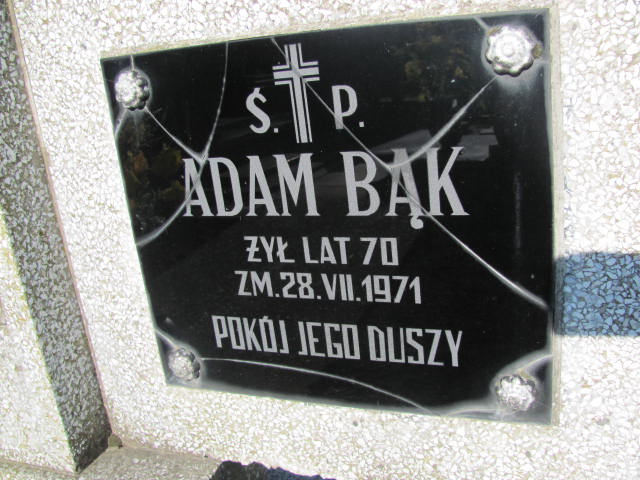 Ś. P.
ADAM BĄK
ŻYŁ LAT 70
ZM. 28. VII. 1971
POKÓJ JEGO DUSZY